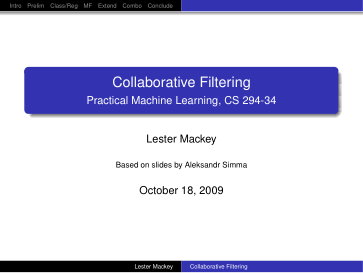 Intro Prelim Class/Reg MF Extend Combo Conclude
Collaborative Filtering
Practical Machine Learning, CS 294-34
Lester Mackey
Based on slides by Aleksandr Simma
October 18, 2009
Lester Mackey Collaborative Filtering